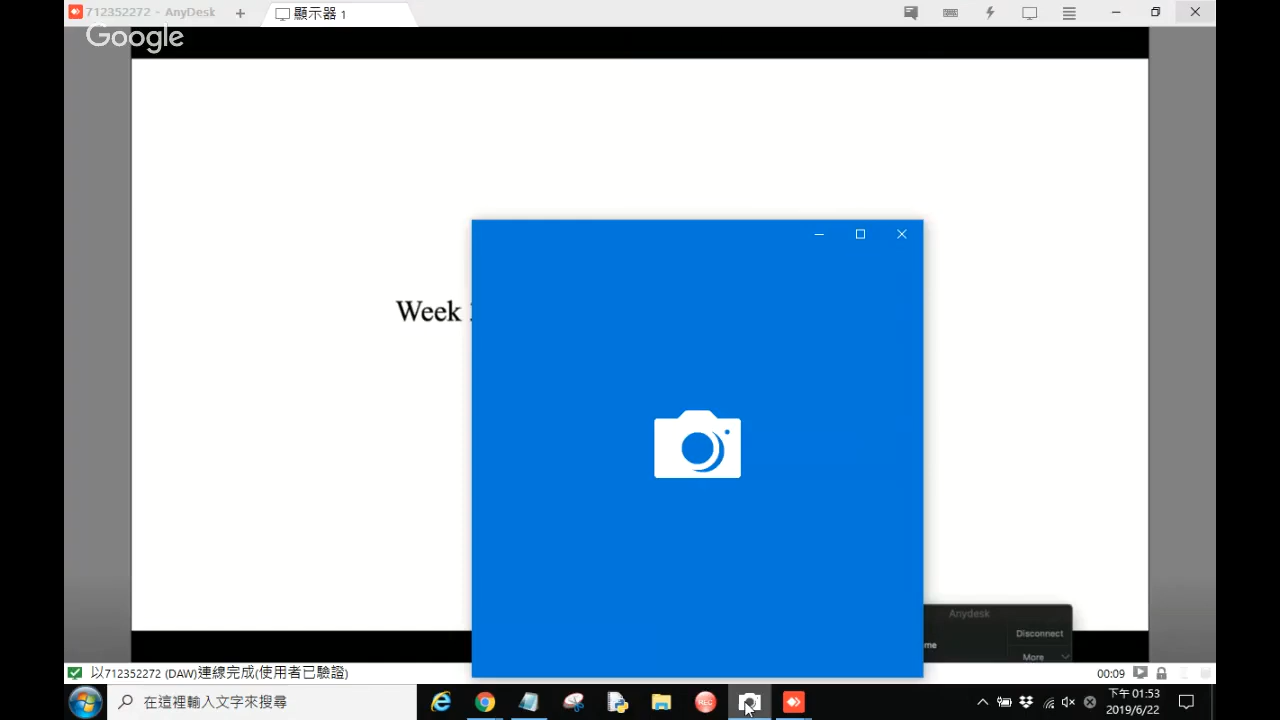 712352272 - AnyDesk
顯示器 1
Google
Week
Anydesk
Disconnect
me
More
以712352272 (DAW)連線完成(使用者已驗證)
00:09
在這裡輸入文字來搜尋
REC
下午 01:53
2019/6/22